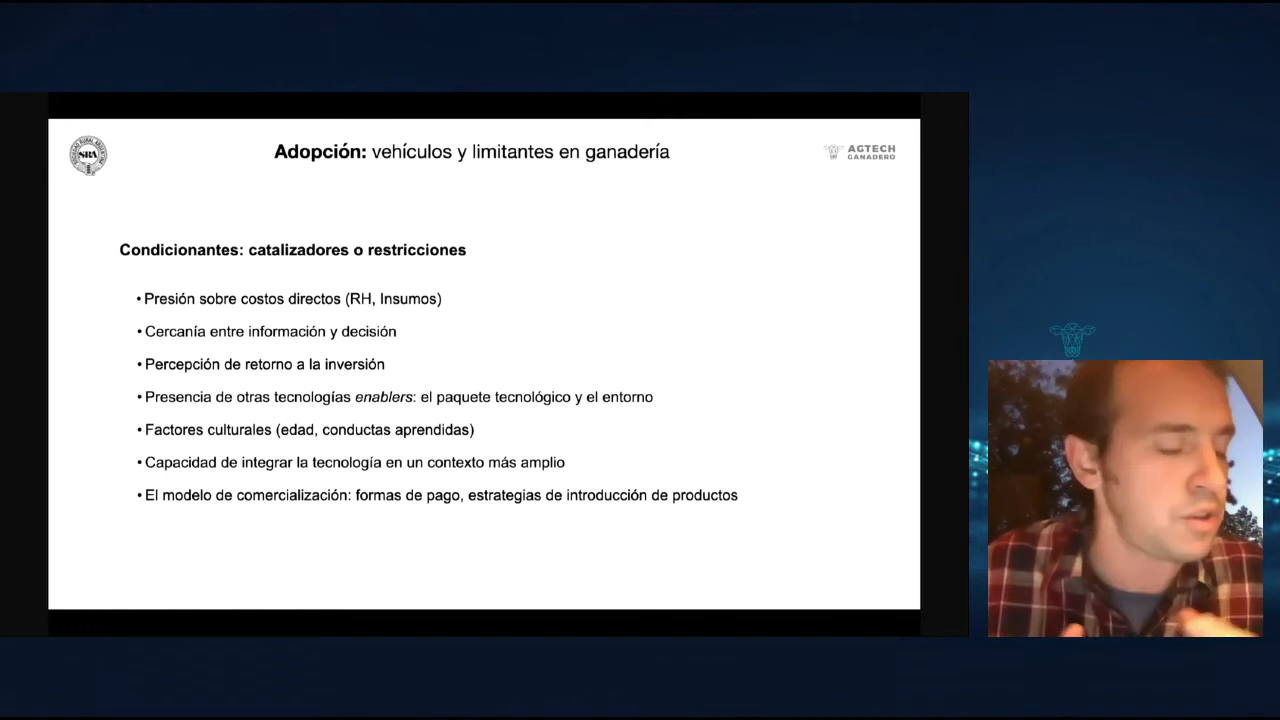 SRA
Adopción: vehículos y limitantes en ganadería
AGTECH
GANADERO
Condicionantes: catalizadores o restricciones
• Presión sobre costos directos (RH, Insumos)
• Cercanía entre información y decisión
• Percepción de retorno a la inversión
• Presencia de otras tecnologías enablers: el paquete tecnológico y el entorno
• Factores culturales (edad, conductas aprendidas)
• Capacidad de integrar la tecnología en un contexto más amplio
• El modelo de comercialización: formas de pago, estrategias de introducción de productos